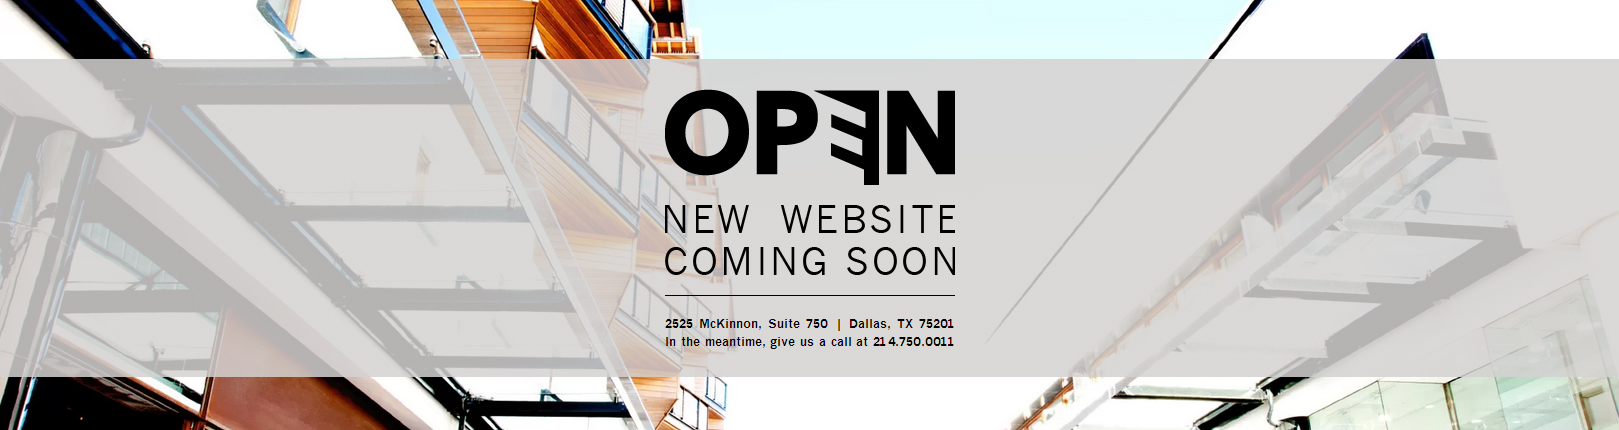 OPEN
NEW WEBSITE
COMING SOON
2525 McKinnon, Suite 750 | Dallas, TX 75201
In the meantime, give us a call at 214.750.0011